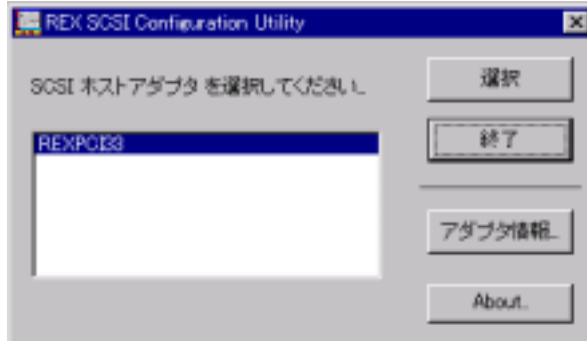 REX SCSI Configuration Utility
SCSI ホストアダプタ を選択してください.
選択
REXPCI33
終了
アダプタ情報...
About..